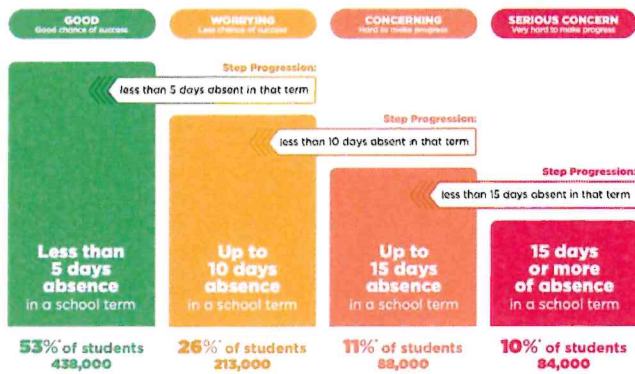 GOOD
Good chance of success
WORRYING
Less chance of success
CONCERNING
Hard to make progress
SERIOUS CONCERN
Very hard to make progress
Step Progression:
less than 5 days absent in that term
Step Progression:
less than 10 days absent in that term
Step Progression:
less than 15 days absent in that term
Less than
5 days
absence
in a school term
Up to
10 days
absence
in a school term
Up to
15 days
absence
in a school term
15 days
or more
of absence
in a school term
53%* of students
438,000
26%* of students
213,000
11%* of students
88,000
10%* of students
84,000